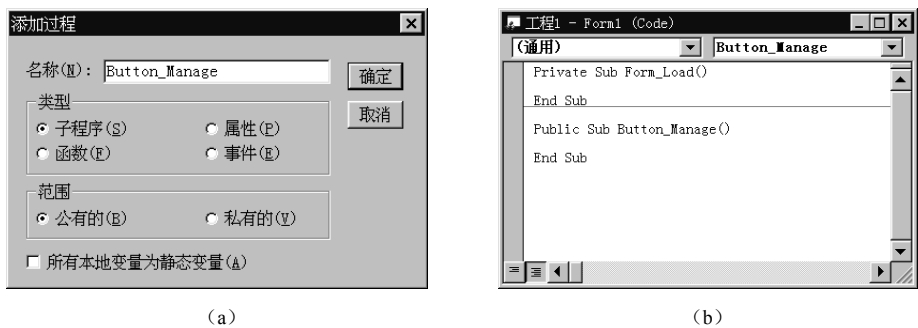 添加过程
名称(N): Button_Manage
确定
类型
取消
子程序(S) 属性(P)
函数(F) 事件(E)
范围
公有的(B) 私有的(V)
所有本地变量为静态变量(A)
(a)
工程1 - Form1 (Code)
(通用) Button_Manage
Private Sub Form_Load()
End Sub
Public Sub Button_Manage()
End Sub
(b)